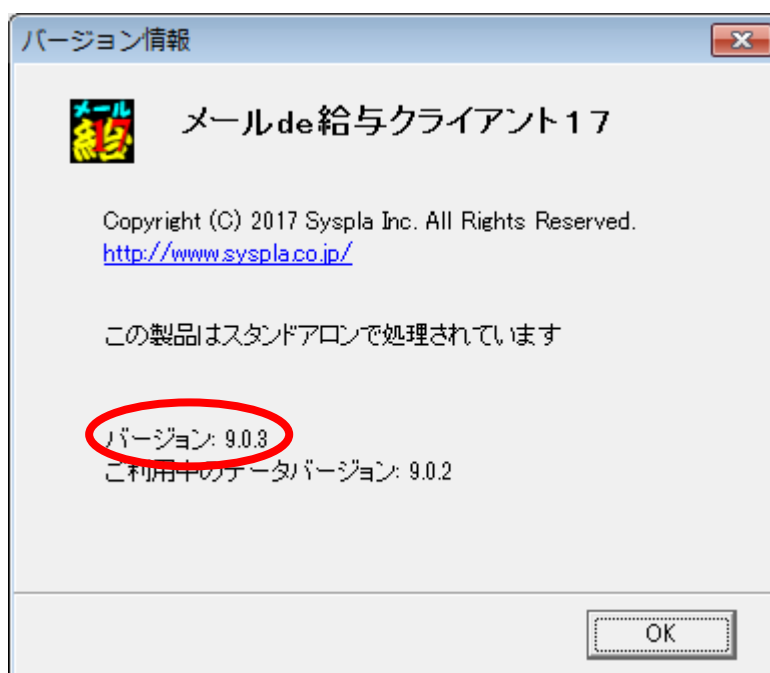 バージョン情報
メール
17
給
メールde給与クライアント17
Copyright (C) 2017 Syspla Inc. All Rights Reserved.
http://www.syspla.co.jp/
この製品はスタンドアロンで処理されています
バージョン: 9.0.3
ご利用中のデータバージョン: 9.0.2
OK